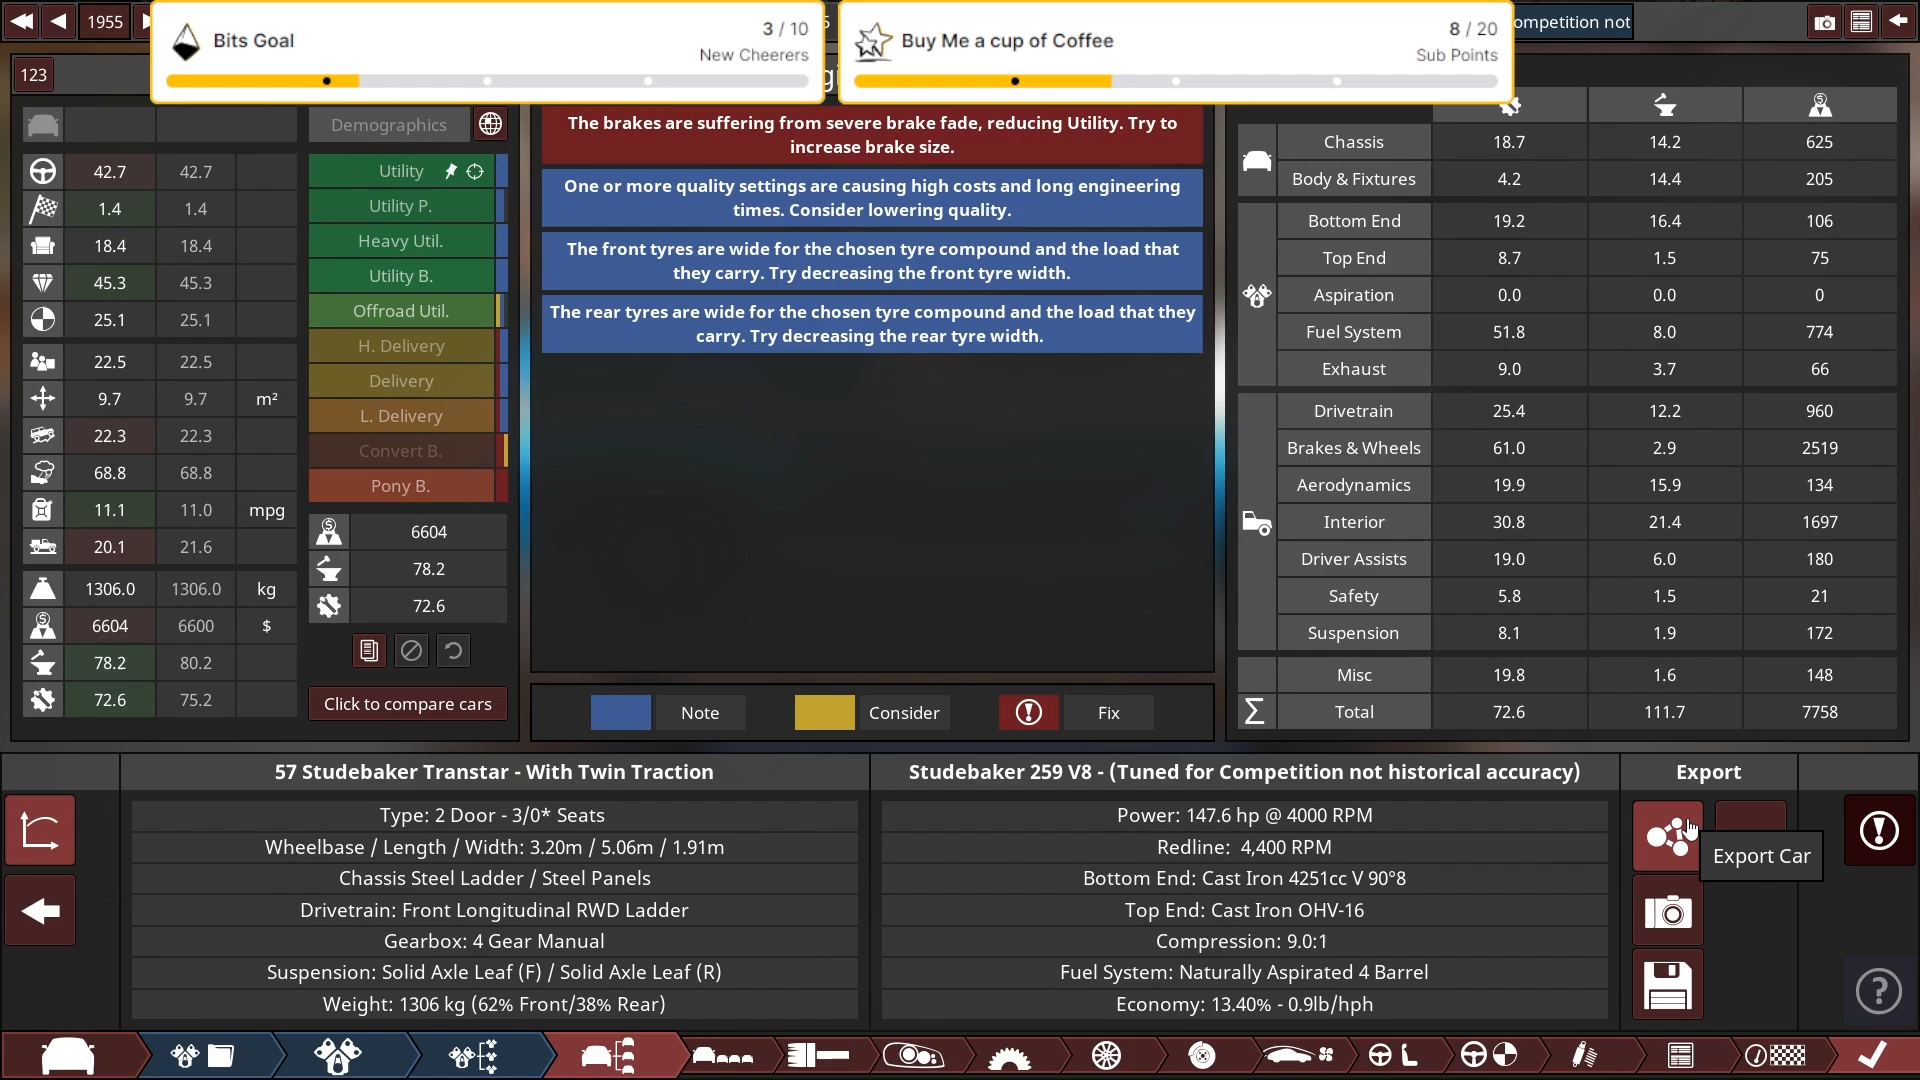 1955
Bits Goal
3 / 10
New Cheerers
Buy Me a cup of Coffee
8 / 20
Sub Points
ompetition not
123
Demographics
42.7 42.7
1.4 1.4
18.4 18.4
45.3 45.3
25.1 25.1
22.5 22.5
9.7 9.7 m²
22.3 22.3
68.8 68.8
11.1 11.0 mpg
20.1 21.6
1306.0 1306.0 kg
6604 6600 $
78.2 80.2
72.6 75.2
Utility
Utility P.
Heavy Util.
Utility B.
Offroad Util.
H. Delivery
Delivery
L. Delivery
Convert B.
Pony B.
6604
78.2
72.6
Click to compare cars
The brakes are suffering from severe brake fade, reducing Utility. Try to
increase brake size.
One or more quality settings are causing high costs and long engineering
times. Consider lowering quality.
The front tyres are wide for the chosen tyre compound and the load that
they carry. Try decreasing the front tyre width.
The rear tyres are wide for the chosen tyre compound and the load that they
carry. Try decreasing the rear tyre width.
Note
Consider
Fix
Chassis 18.7 14.2 625
Body & Fixtures 4.2 14.4 205
Bottom End 19.2 16.4 106
Top End 8.7 1.5 75
Aspiration 0.0 0.0 0
Fuel System 51.8 8.0 774
Exhaust 9.0 3.7 66
Drivetrain 25.4 12.2 960
Brakes & Wheels 61.0 2.9 2519
Aerodynamics 19.9 15.9 134
Interior 30.8 21.4 1697
Driver Assists 19.0 6.0 180
Safety 5.8 1.5 21
Suspension 8.1 1.9 172
Misc 19.8 1.6 148
Total 72.6 111.7 7758
57 Studebaker Transtar - With Twin Traction
Type: 2 Door - 3/0* Seats
Wheelbase / Length / Width: 3.20m / 5.06m / 1.91m
Chassis Steel Ladder / Steel Panels
Drivetrain: Front Longitudinal RWD Ladder
Gearbox: 4 Gear Manual
Suspension: Solid Axle Leaf (F) / Solid Axle Leaf (R)
Weight: 1306 kg (62% Front/38% Rear)
Studebaker 259 V8 - (Tuned for Competition not historical accuracy)
Power: 147.6 hp @ 4000 RPM
Redline: 4,400 RPM
Bottom End: Cast Iron 4251cc V 90°8
Top End: Cast Iron OHV-16
Compression: 9.0:1
Fuel System: Naturally Aspirated 4 Barrel
Economy: 13.40% - 0.9lb/hph
Export
Export Car